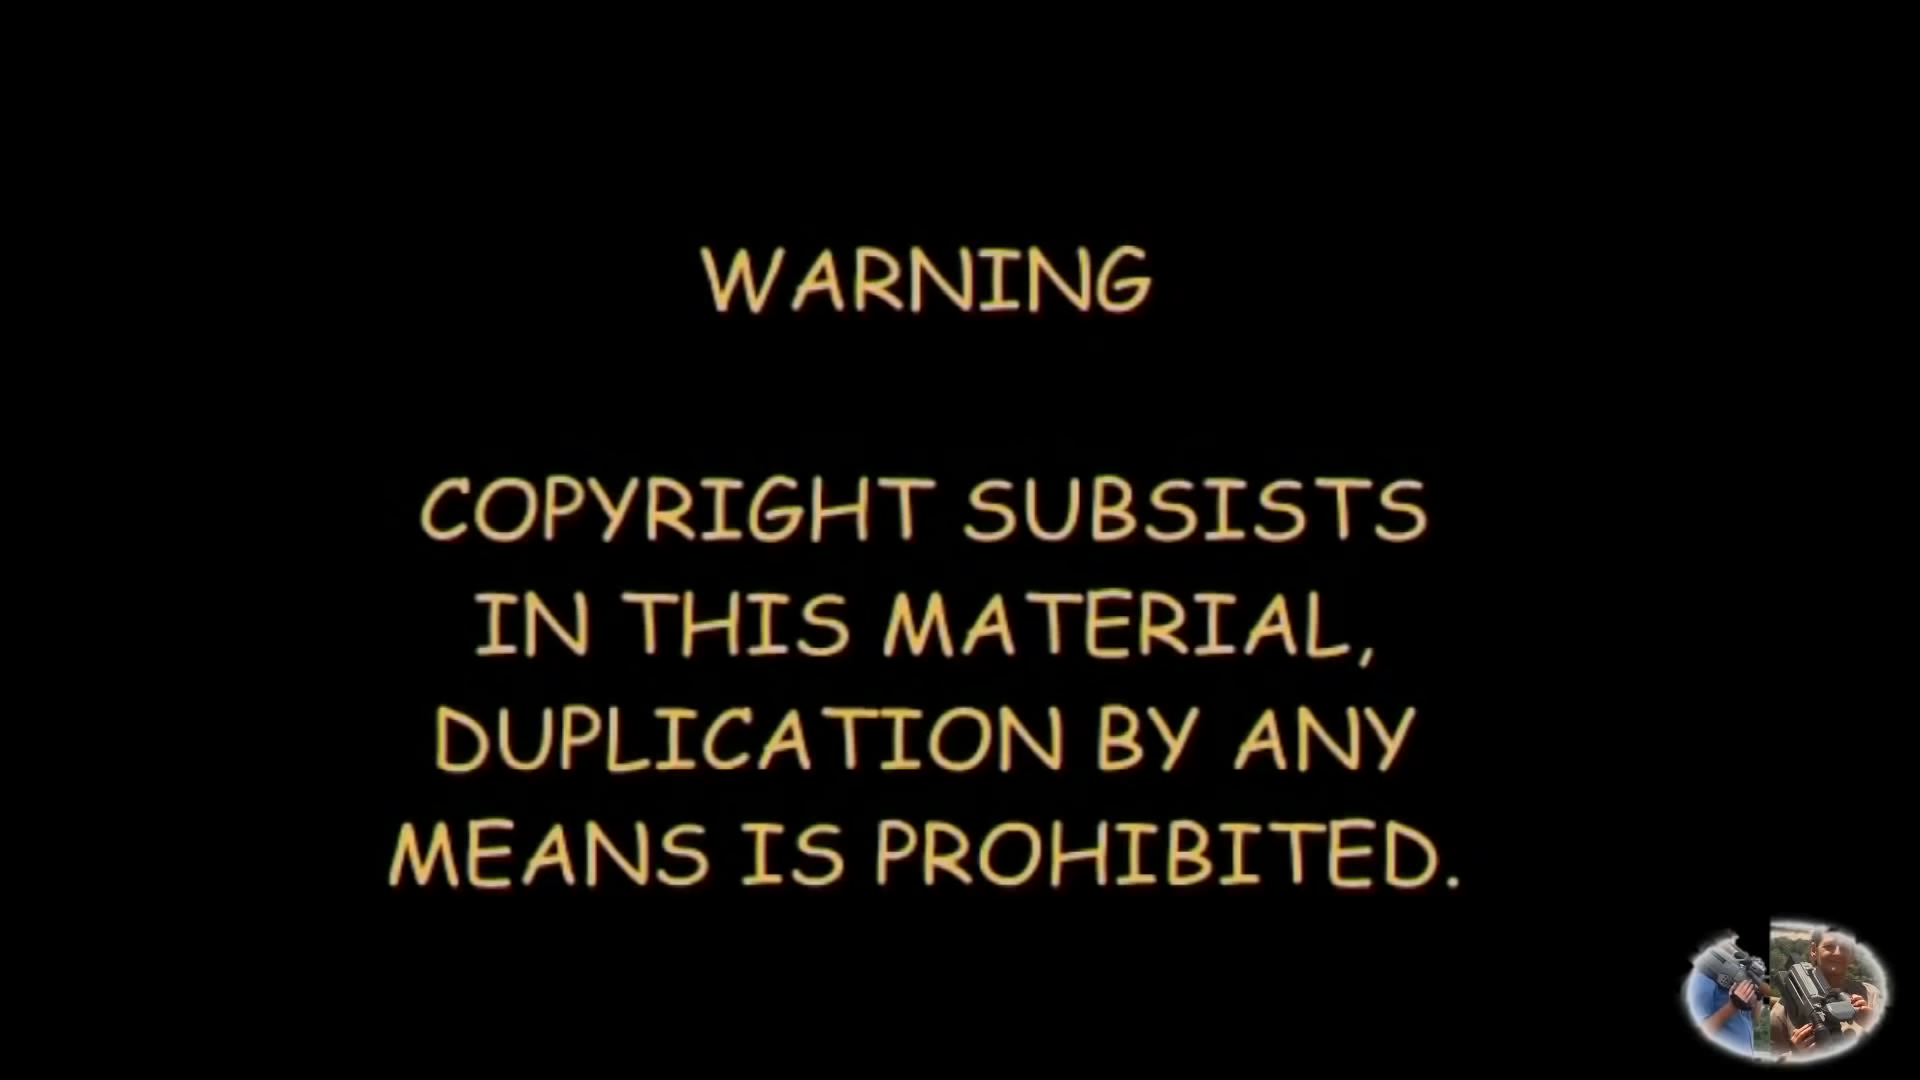 WARNING
COPYRIGHT SUBSISTS
IN THIS MATERIAL,
DUPLICATION BY ANY
MEANS IS PROHIBITED.